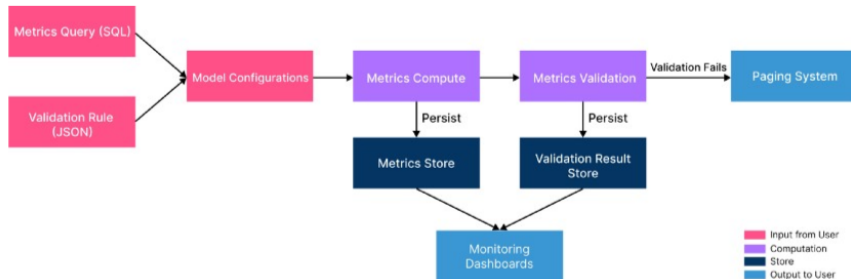 Metrics Query (SQL)
Validation Rule
(JSON)
Model Configurations
Metrics Compute
Metrics Validation
Validation Fails
Paging System
Persist
Persist
Metrics Store
Validation Result
Store
Monitoring
Dashboards
Input from User
Computation
Store
Output to User